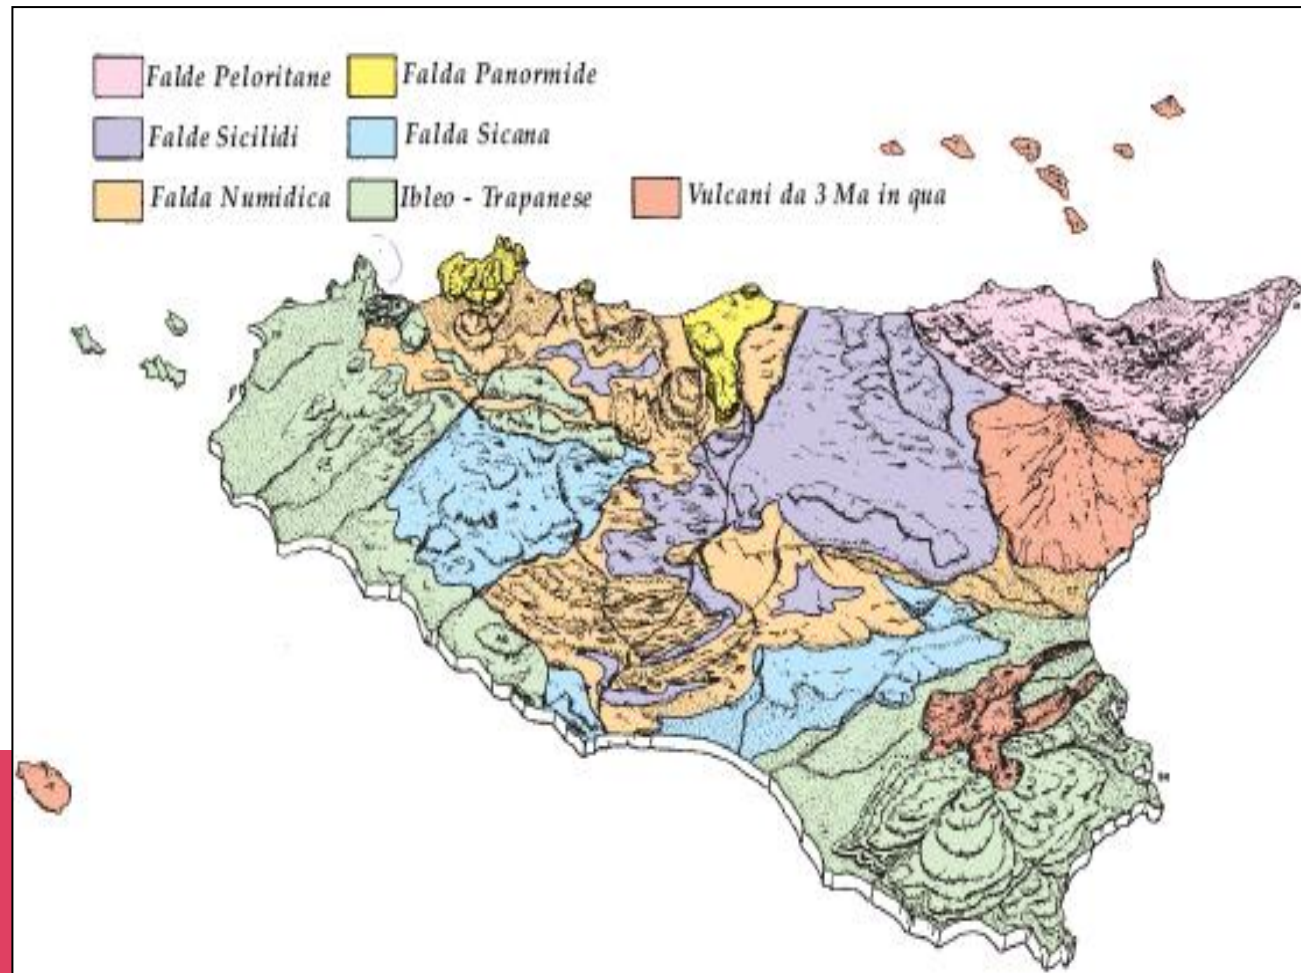 Falde Peloritane
Falda Panormide
Falde Sicilidi
Falda Sicana
Falda Numidica
Ibleo - Trapanese
Vulcani da 3 Ma in qua